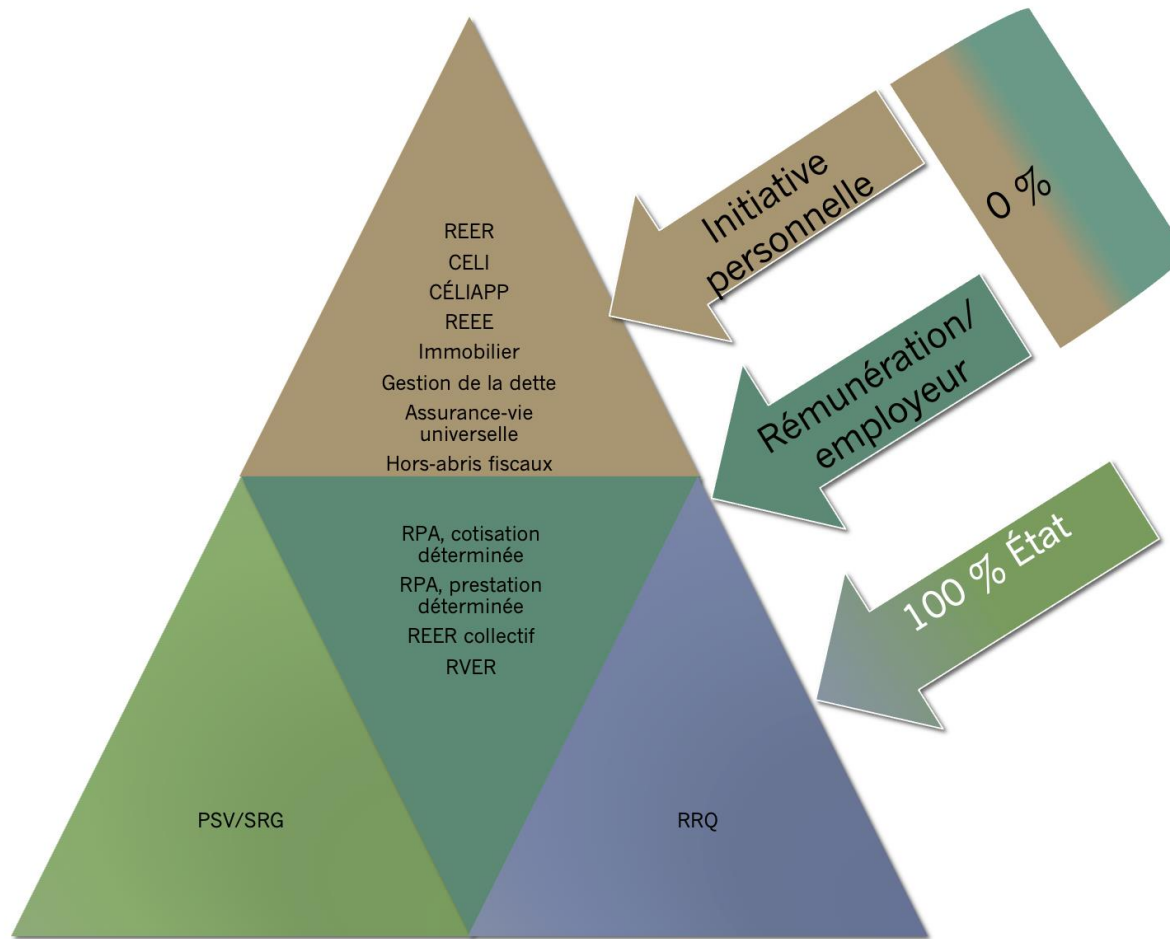 REER
CELI
CÉLIAPP
REEE
Immobilier
Gestion de la dette
Assurance-vie
universelle
Hors-abris fiscaux
RPA, cotisation
déterminée
RPA, prestation
déterminée
REER collectif
RVER
PSV/SRG
RRQ
Initiative
personnelle
0 %
Rémunération/
employeur
100 % État